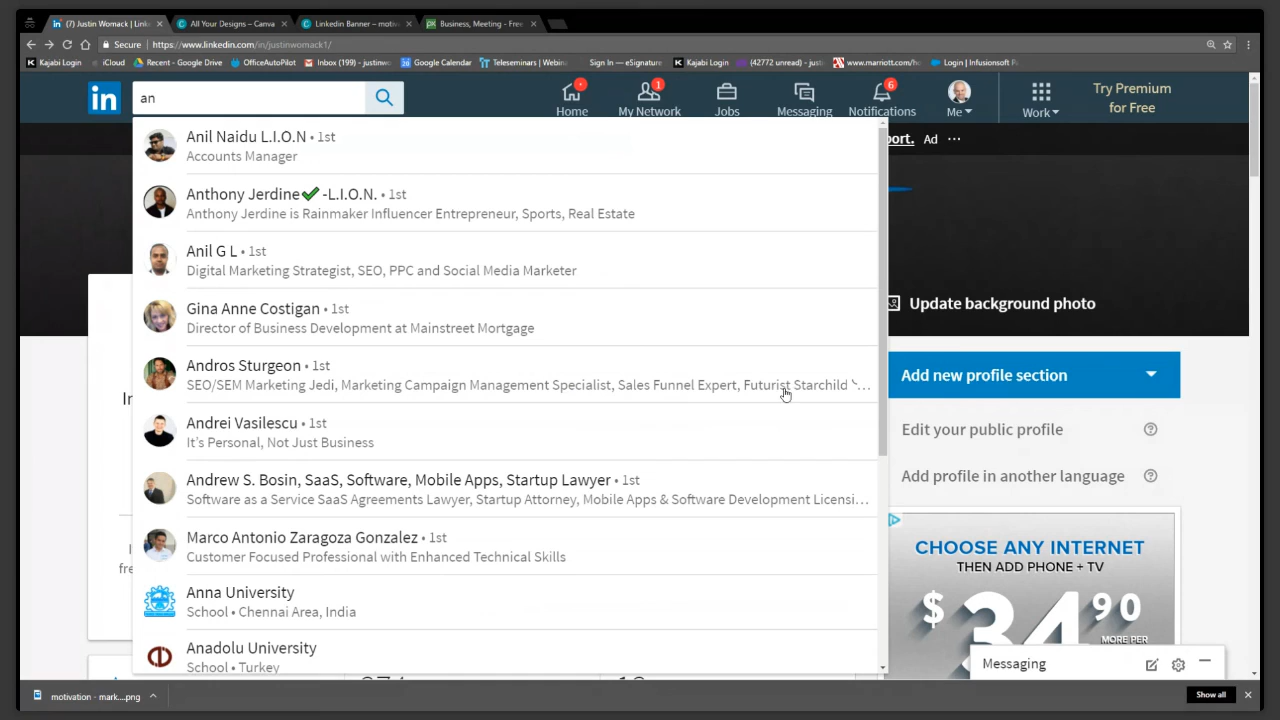 (7) Justin Womack | Link
All Your Designs – Canva
Linkedin Banner – motiva
Business, Meeting - Free
Secure
https://www.linkedin.com/in/justinwomack1/
Kajabi Login
iCloud
Recent - Google Drive
OfficeAutoPilot
Inbox (199) - justinwo
Google Calendar
Teleseminars | Webina
Sign In — eSignature
Kajabi Login
(42772 unread) - justi
www.marriott.com/ho
Login | Infusionsoft
in
an
Home
1
My Network
Jobs
Messaging
6
Notifications
Me
Work
Try Premium
for Free
port.
Ad
Anil Naidu L.I.O.N • 1st
Accounts Manager
Anthony Jerdine ✔ -L.I.O.N. • 1st
Anthony Jerdine is Rainmaker Influencer Entrepreneur, Sports, Real Estate
Anil G L • 1st
Digital Marketing Strategist, SEO, PPC and Social Media Marketer
Gina Anne Costigan • 1st
Director of Business Development at Mainstreet Mortgage
Andros Sturgeon • 1st
SEO/SEM Marketing Jedi, Marketing Campaign Management Specialist, Sales Funnel Expert, Futurist Starchild
Andrei Vasilescu • 1st
It's Personal, Not Just Business
Andrew S. Bosin, SaaS, Software, Mobile Apps, Startup Lawyer • 1st
Software as a Service SaaS Agreements Lawyer, Startup Attorney, Mobile Apps & Software Development Licensi...
Marco Antonio Zaragoza Gonzalez • 1st
Customer Focused Professional with Enhanced Technical Skills
Anna University
School • Chennai Area, India
Anadolu University
School • Turkey
Update background photo
Add new profile section
Edit your public profile
Add profile in another language
CHOOSE ANY INTERNET
THEN ADD PHONE + TV
$34.90
MORE PER
Messaging
motivation - mark....png
Show all